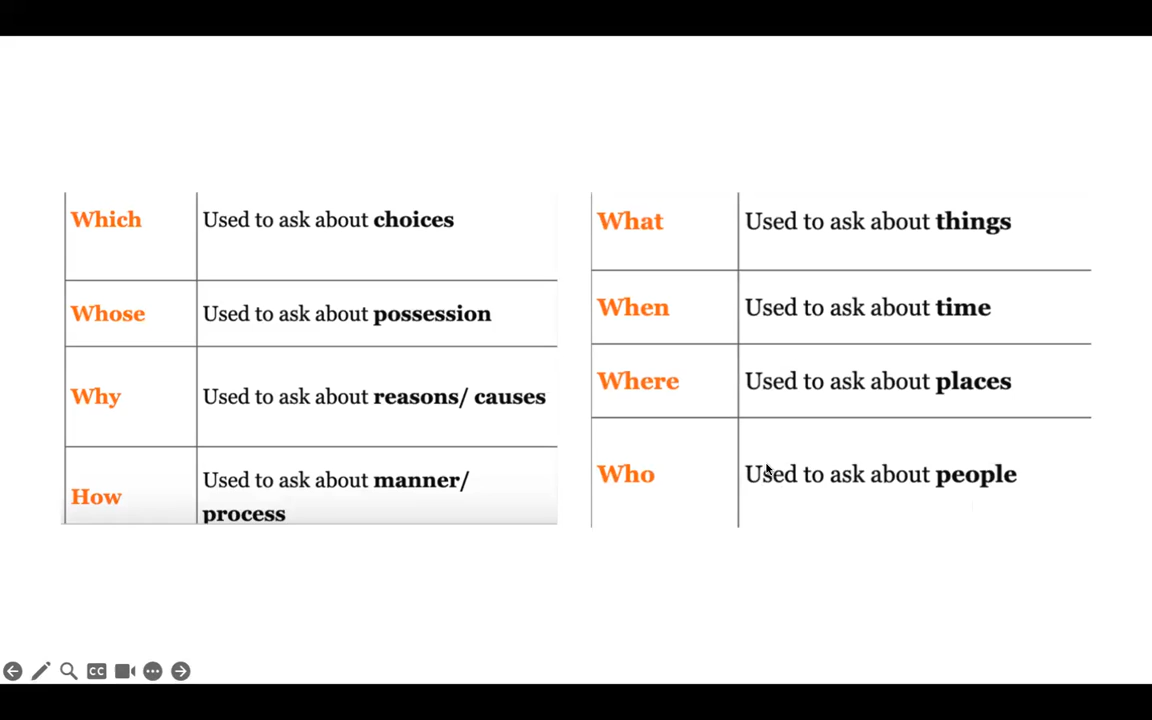 Which Used to ask about choices
Whose Used to ask about possession
Why Used to ask about reasons/ causes
How Used to ask about manner/
process
What Used to ask about things
When Used to ask about time
Where Used to ask about places
Who Used to ask about people
CC